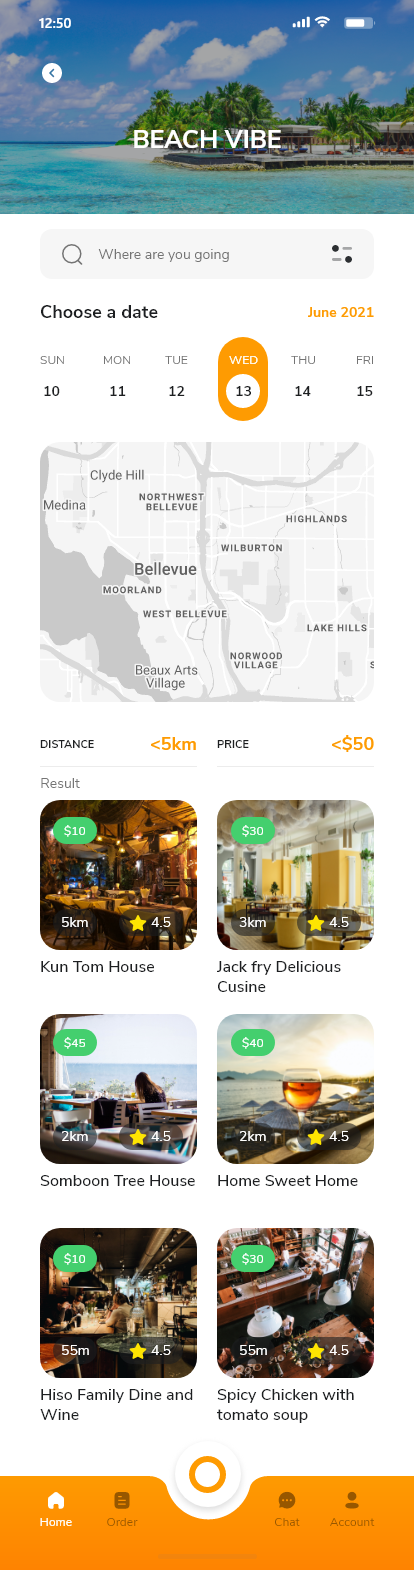 12:50
BEACH VIBE
Where are you going
Choose a date
June 2021
SUN MON TUE WED THU FRI
10 11 12 13 14 15
Clyde Hill
NORTHWEST
BELLEVUE
Medina
HIGHLANDS
WILBURTON
Bellevue
MOORLAND
WEST BELLEVUE
LAKE HILLS
NORWOOD
VILLAGE
S
Beaux Arts
Village
DISTANCE <5km
PRICE <$50
Result
$10
5km 4.5
Kun Tom House
$30
3km 4.5
Jack fry Delicious
Cusine
$45
2km 4.5
Somboon Tree House
$40
2km 4.5
Home Sweet Home
$10
55m 4.5
Hiso Family Dine and
Wine
$30
55m 4.5
Spicy Chicken with
tomato soup
Home
Order
Chat
Account